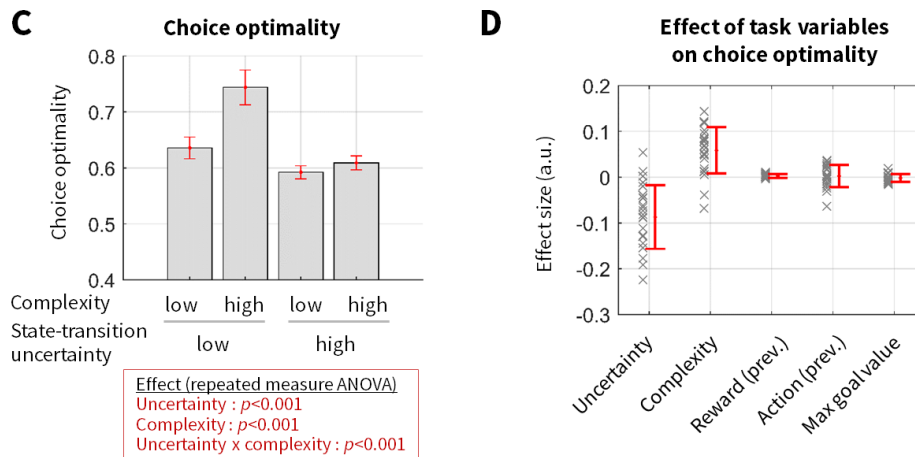 C
Choice optimality
Choice optimality
0.8
0.7
0.6
0.5
0.4
Complexity
low high low high
State-transition
uncertainty
low high
Effect (repeated measure ANOVA)
Uncertainty : p<0.001
Complexity : p<0.001
Uncertainty x complexity : p<0.001
D
Effect of task variables
on choice optimality
Effect size (a.u.)
0.2
0.1
0
-0.1
-0.2
-0.3
Uncertainty
Complexity
Reward (prev.)
Action (prev.)
Max goal value